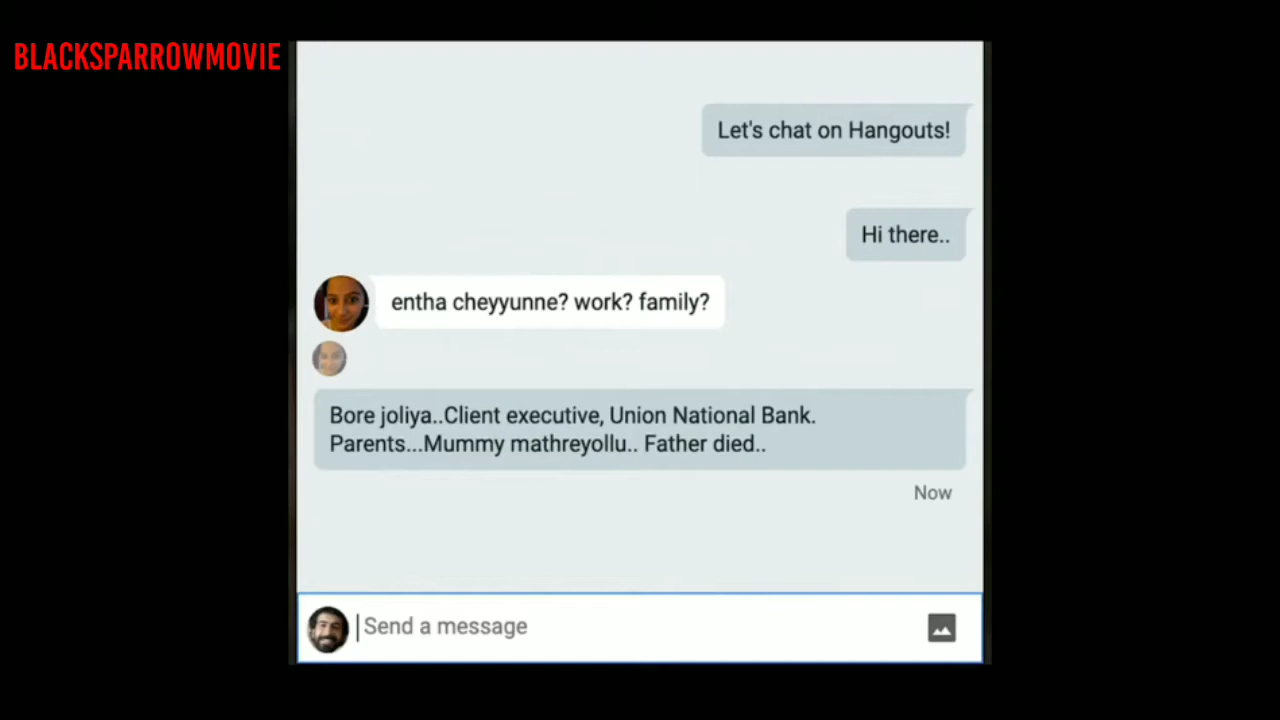 BLACKSPARROWMOVIE
Let's chat on Hangouts!
Hi there..
entha cheyyunne? work? family?
Bore joliya..Client executive, Union National Bank.
Parents...Mummy mathreyollu.. Father died..
Now
Send a message